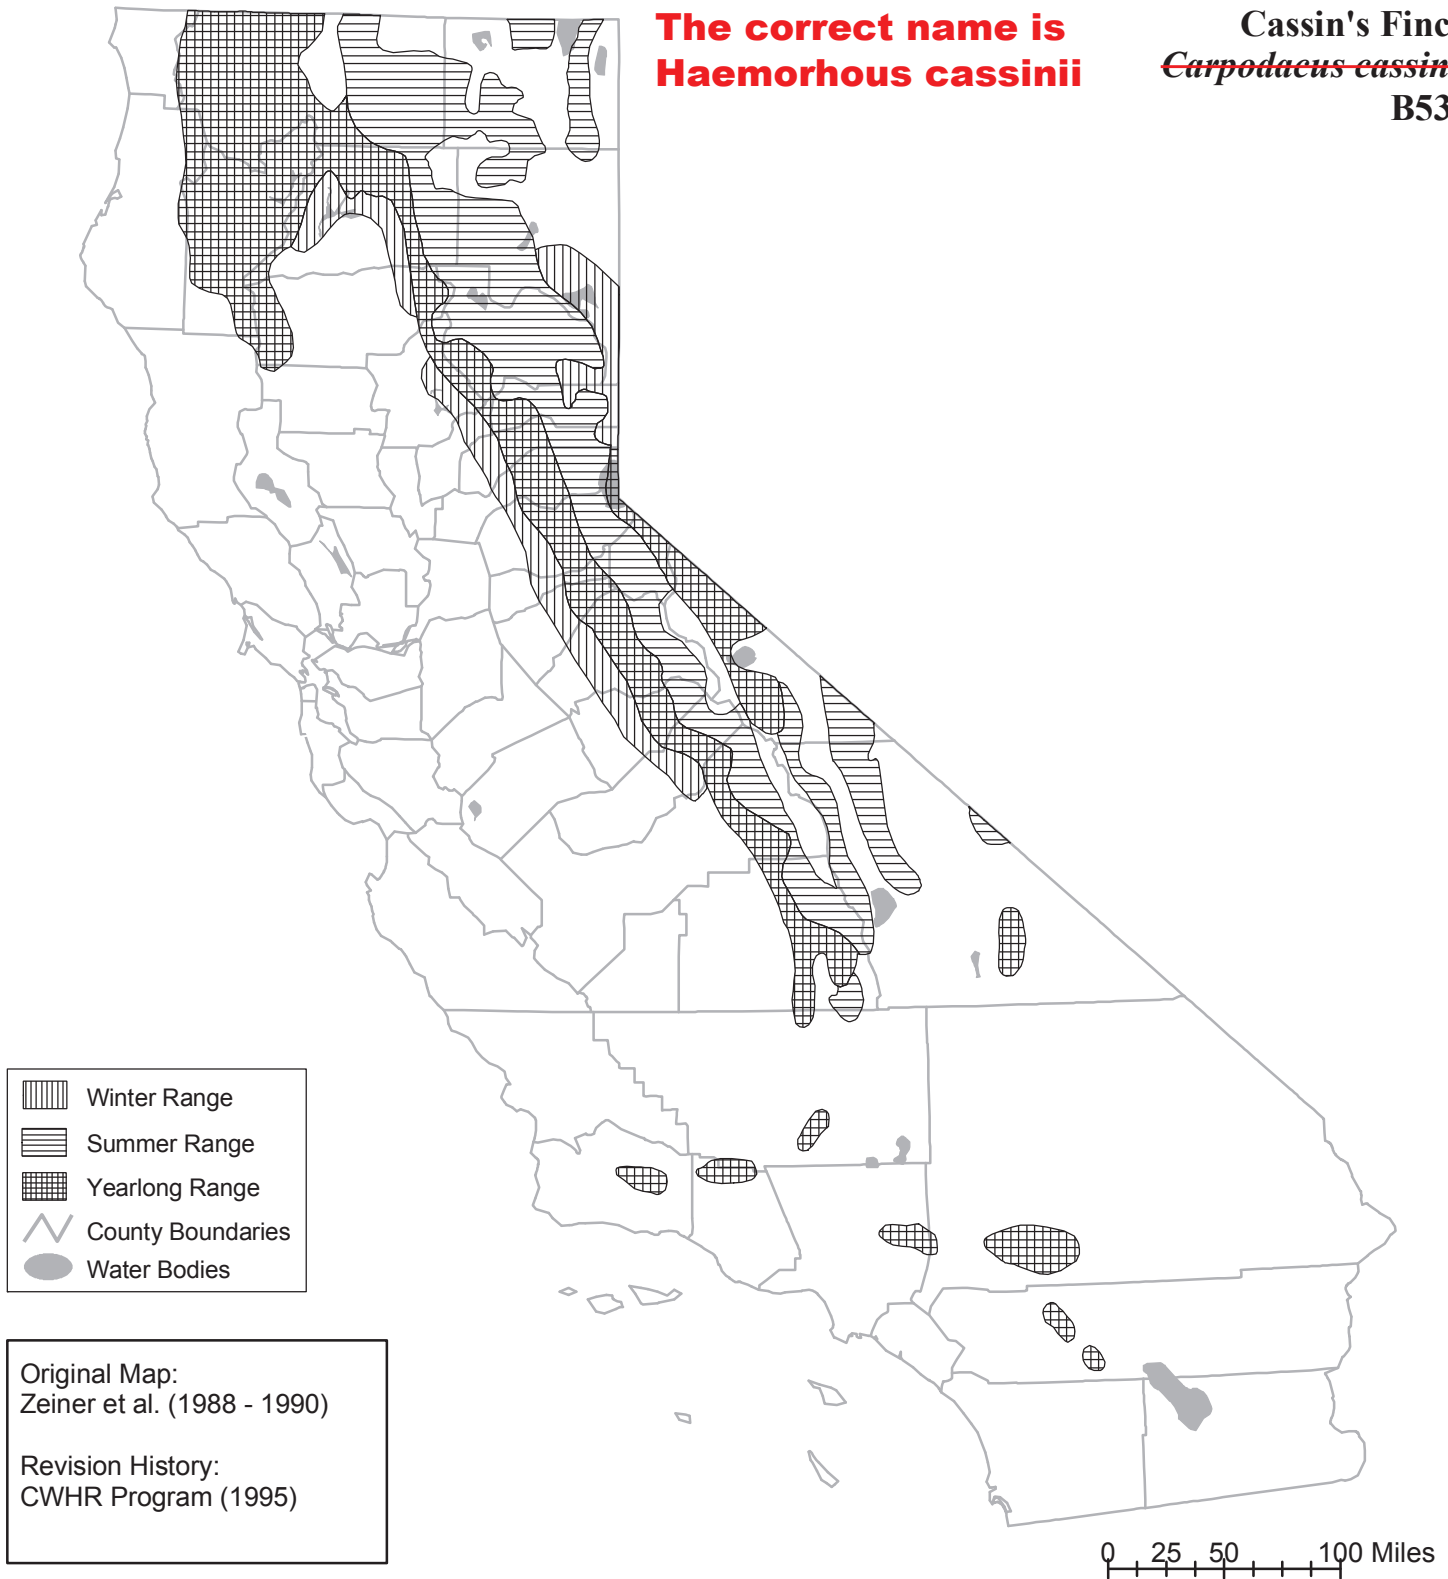 The correct name is
Haemorhous cassinii
Cassin's Finc
Carpodacus cassin
B53
Winter Range
Summer Range
Yearlong Range
County Boundaries
Water Bodies
Original Map:
Zeiner et al. (1988 - 1990)
Revision History:
CWHR Program (1995)
0 25 50 100 Miles